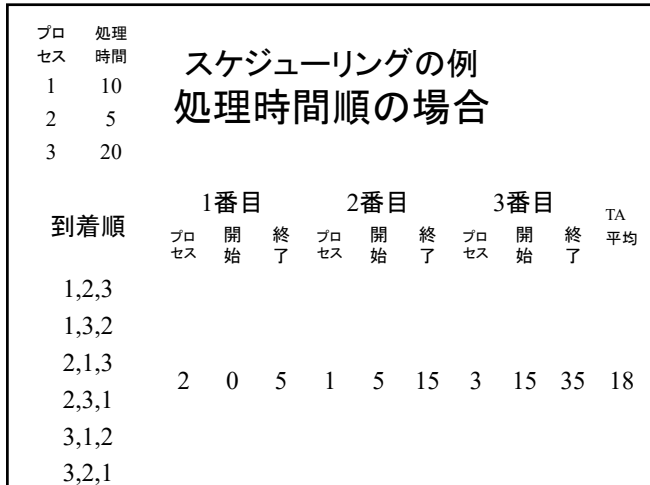 プロ 処理
セス 時間
1 10
2 5
3 20
スケジューリングの例
処理時間順の場合
到着順 1番目 2番目 3番目 TA
平均
プロ 開 終 プロ 開 終 プロ 開 終
セス 始 了 セス 始 了 セス 始 了
1,2,3
1,3,2
2,1,3
2,3,1
3,1,2
3,2,1
2 0 5 1 5 15 3 15 35 18